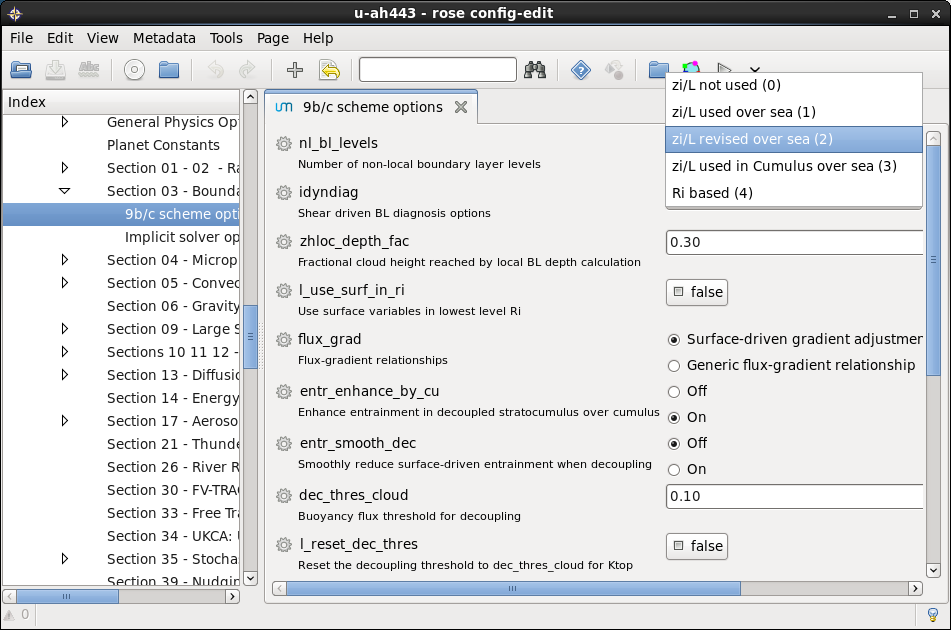 u-ah443 - rose config-edit
File Edit View Metadata Tools Page Help
Index
General Physics Op
Planet Constants
Section 01 - 02 - Ra
Section 03 - Bounda
9b/c scheme opti
Implicit solver op
Section 04 - Microp
Section 05 - Convec
Section 06 - Gravity
Section 09 - Large S
Sections 10 11 12 -
Section 13 - Diffusio
Section 14 - Energy
Section 17 - Aeroso
Section 21 - Thunde
Section 26 - River R
Section 30 - FV-TRA
Section 33 - Free Tra
Section 34 - UKCA: U
Section 35 - Stocha
Section 39 - Nudgin
0
um 9b/c scheme options
nl_bl_levels
Number of non-local boundary layer levels
idyndiag
Shear driven BL diagnosis options
zi/L not used (0)
zi/L used over sea (1)
zi/L revised over sea (2)
zi/L used in Cumulus over sea (3)
Ri based (4)
zhloc_depth_fac
0.30
Fractional cloud height reached by local BL depth calculation
l_use_surf_in_ri
false
Use surface variables in lowest level Ri
flux_grad
Surface-driven gradient adjustmen
Flux-gradient relationships
Generic flux-gradient relationship
entr_enhance_by_cu
Off
Enhance entrainment in decoupled stratocumulus over cumulus
On
entr_smooth_dec
Off
Smoothly reduce surface-driven entrainment when decoupling
On
dec_thres_cloud
0.10
Buoyancy flux threshold for decoupling
l_reset_dec_thres
false
Reset the decoupling threshold to dec_thres_cloud for Ktop